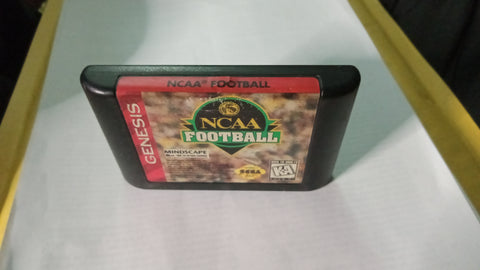 NCAA® FOOTBALL
GENESIS
NCAA
FOOTBALL
MINDSCAPE
SEGA
K-A